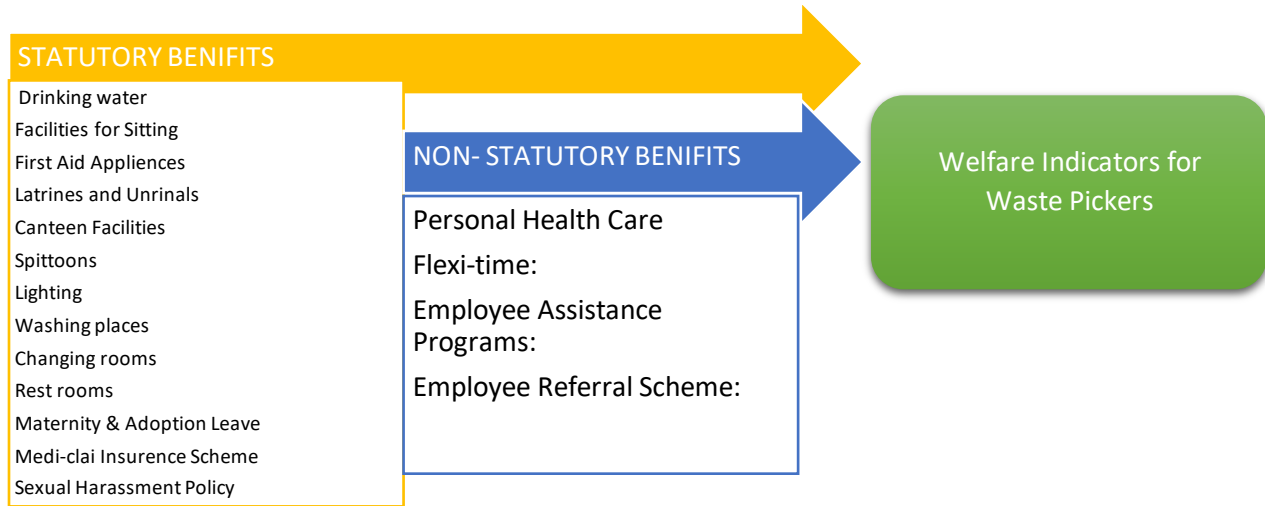 STATUTORY BENIFITS
Drinking water
Facilities for Sitting
First Aid Appliences
Latrines and Unrinals
Canteen Facilities
Spittoons
Lighting
Washing places
Changing rooms
Rest rooms
Maternity & Adoption Leave
Medi-clai Insurence Scheme
Sexual Harassment Policy
NON- STATUTORY BENIFITS
Personal Health Care
Flexi-time:
Employee Assistance
Programs:
Employee Referral Scheme:
Welfare Indicators for
Waste Pickers